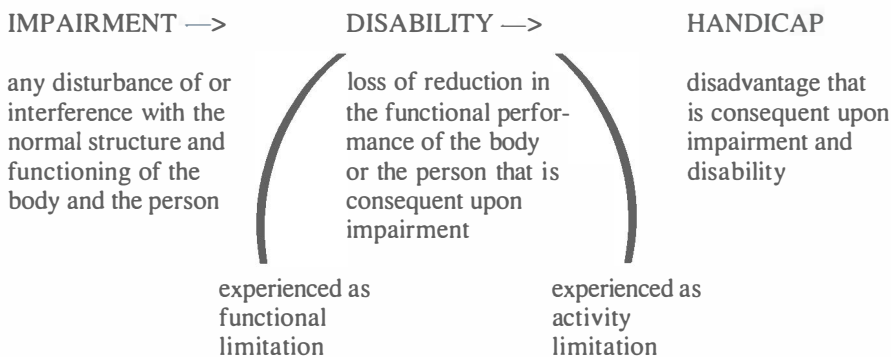 IMPAIRMENT —>
any disturbance of or
interference with the
normal structure and
functioning of the
body and the person
DISABILITY —>
loss of reduction in
the functional perfor-
mance of the body
or the person that is
consequent upon
impairment
HANDICAP
disadvantage that
is consequent upon
impairment and
disability
experienced as
functional
limitation
experienced as
activity
limitation